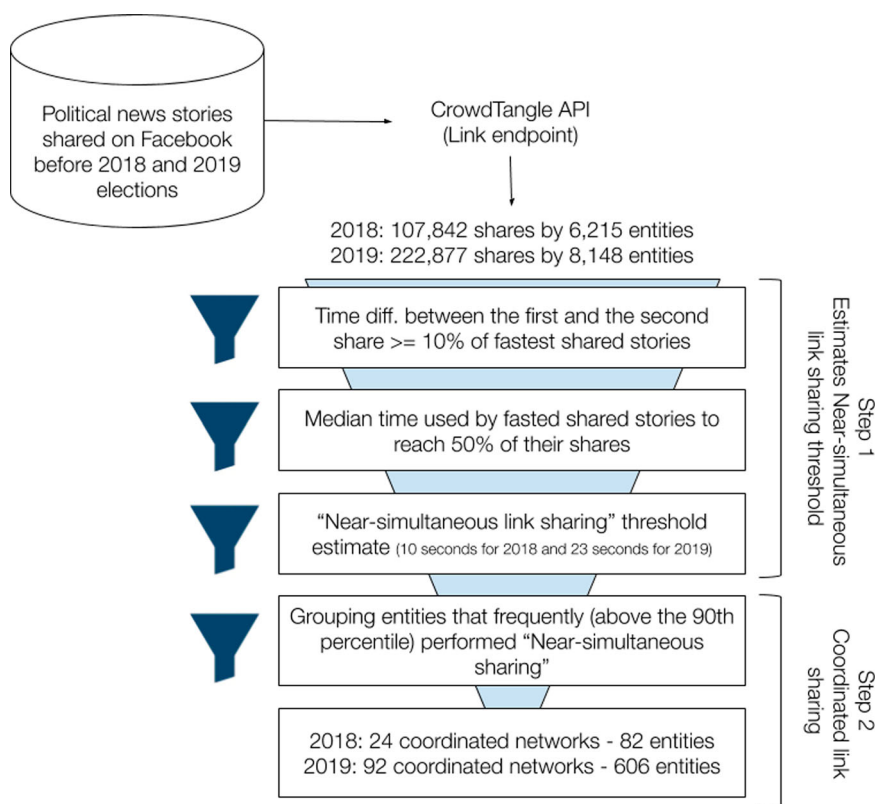 Political news stories
shared on Facebook
before 2018 and 2019
elections
CrowdTangle API
(Link endpoint)
2018: 107,842 shares by 6,215 entities
2019: 222,877 shares by 8,148 entities
Time diff. between the first and the second
share >= 10% of fastest shared stories
Median time used by fasted shared stories to
reach 50% of their shares
“Near-simultaneous link sharing” threshold
estimate (10 seconds for 2018 and 23 seconds for 2019)
Step 1
Estimates Near-simultaneous
link sharing threshold
Grouping entities that frequently (above the 90th
percentile) performed “Near-simultaneous
sharing”
2018: 24 coordinated networks - 82 entities
2019: 92 coordinated networks - 606 entities
Step 2
Coordinated link
sharing